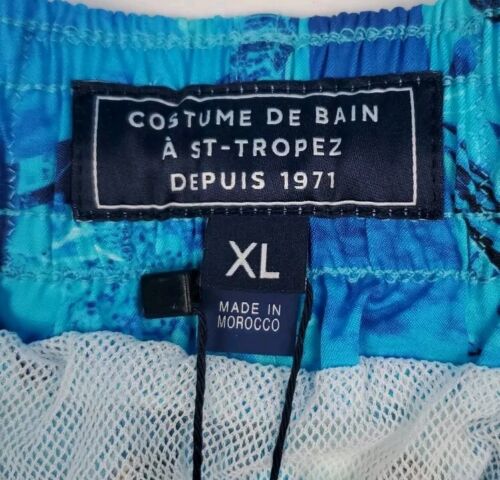 COSTUME DE BAIN
À ST-TROPEZ
DEPUIS 1971
XL
MADE IN
MOROCCO